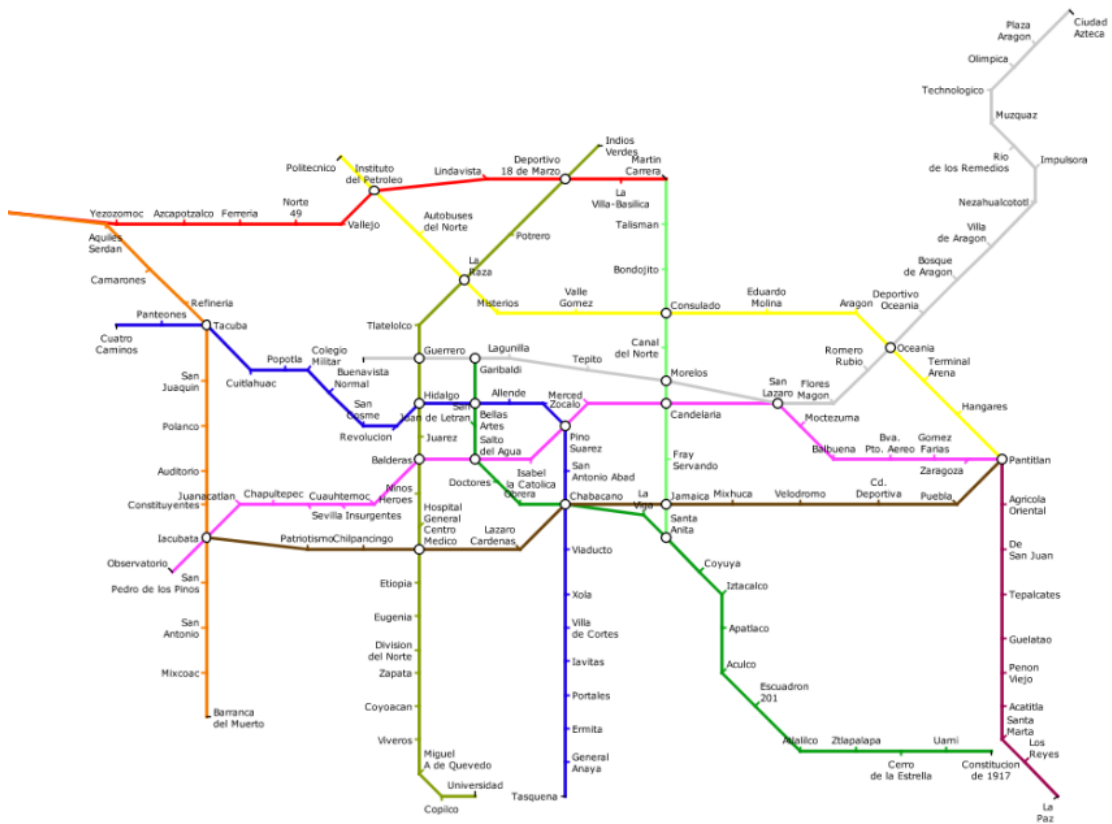 Plaza
Aragon
Ciudad
Azteca
Olimpica
Technologico
Muzquaz
Rio
de los Remedios
Impulsora
Nezahualcototl
Villa
de Aragon
Bosque
de Aragon
Deportivo
Oceania
Indios
Verdes
Politecnico
Instituto
del Petroleo
Lindavista
Deportivo
18 de Marzo
Martin
Carrera
La
Villa-Basilica
Yezozomoc
Azcapotzalco
Ferreria
Norte
49
Vallejo
Autobuses
del Norte
Potrero
Talisman
Aquiles
Serdan
Camarones
La
Raza
Bondojito
Refineria
Misterios
Valle
Gomez
Consulado
Eduardo
Molina
Aragon
Panteones
Cuatro
Caminos
Tacuba
Tlatelolco
Canal
del Norte
Oceania
Romero
Rubio
Terminal
Arena
Cuitlahuac
Popotla
Colegio
Militar
Buenavista
Normal
Guerrero
Garibaldi
Lagunilla
Tepito
Morelos
San
Lazaro
Flores
Magon
San
Juaquin
San
Cosme
Revolucion
Hidalgo
San
Juan de Letran
Allende
Bellas
Artes
Merced
Zocalo
Candelaria
Moctezuma
Hangares
Polanco
Juarez
Salto
del Agua
Pino
Suarez
Balbuena
Bva.
Pto. Aereo
Gomez
Farias
Zaragoza
Pantitlan
Auditorio
Balderas
Doctores
Isabel
la Catolica
San
Antonio Abad
Fray
Servando
Constituyentes
Juanacatlan
Chapultepec
Sevilla
Cuauhtemoc
Insurgentes
Ninos
Heroes
Obrera
Chabacano
La
Viga
Jamaica
Mixhuca
Velodromo
Cd.
Deportiva
Puebla
Agricola
Oriental
Iacubata
Observatorio
Patriotismo
Chilpancingo
Hospital
General
Centro
Medico
Lazaro
Cardenas
Viaducto
Santa
Anita
De
San Juan
San
Pedro de los Pinos
Etiopia
Xola
Coyuya
Iztacalco
Tepalcates
San
Antonio
Eugenia
Villa
de Cortes
Apatlaco
Guelatao
Division
del Norte
Iavitas
Aculco
Mixcoac
Zapata
Portales
Escuadron
201
Penon
Viejo
Barranca
del Muerto
Coyoacan
Ermita
Acatitla
Viveros
General
Anaya
Atlalilco
Ztlapalapa
Uami
Santa
Marta
Los
Reyes
Miguel
A de Quevedo
Universidad
Copilco
Tasquena
Cerro
de la Estrella
Constitucion
de 1917
La
Paz